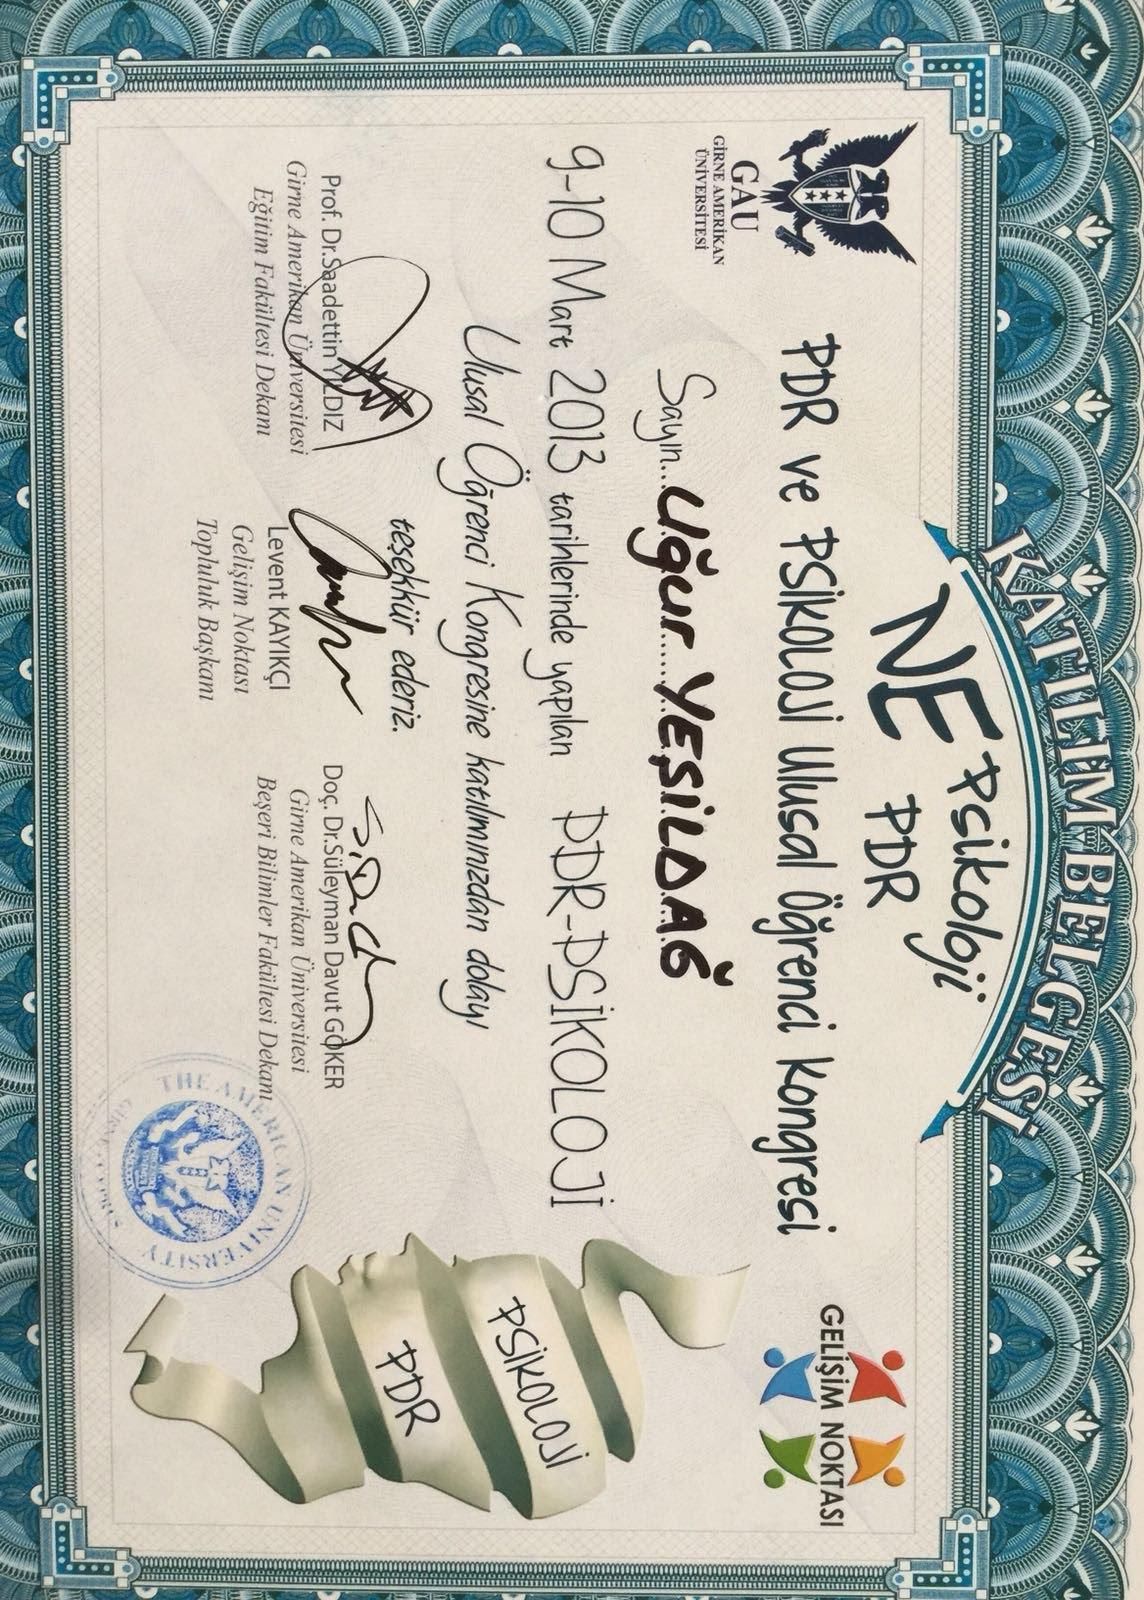 KATILIM BELGESİ
NE Psikoloji
PDR
GAU
GİRNE AMERİKAN
ÜNİVERSİTESİ
PDR ve PSİKOLOJİ Ulusal Öğrenci Kongresi
GELİŞİM NOKTASI
Sayın...Uğur.....YEŞİLDAĞ
9-10 Mart 2013 tarihlerinde yapılan PDR-PSİKOLOJİ
Ulusal Öğrenci Kongresine katılımınızdan dolayı
teşekkür ederiz.
PSİKOLOJİ
PDR
Prof. Dr.Saadettin YILDIZ
Girne Amerikan Üniversitesi
Eğitim Fakültesi Dekanı
Levent KAYIKÇI
Gelişim Noktası
Topluluk Başkanı
Doç. Dr.Süleyman Davut GÖKER
Girne Amerikan Üniversitesi
Beşeri Bilimler Fakültesi Dekanı
THE AMERICAN UNIVERSITY